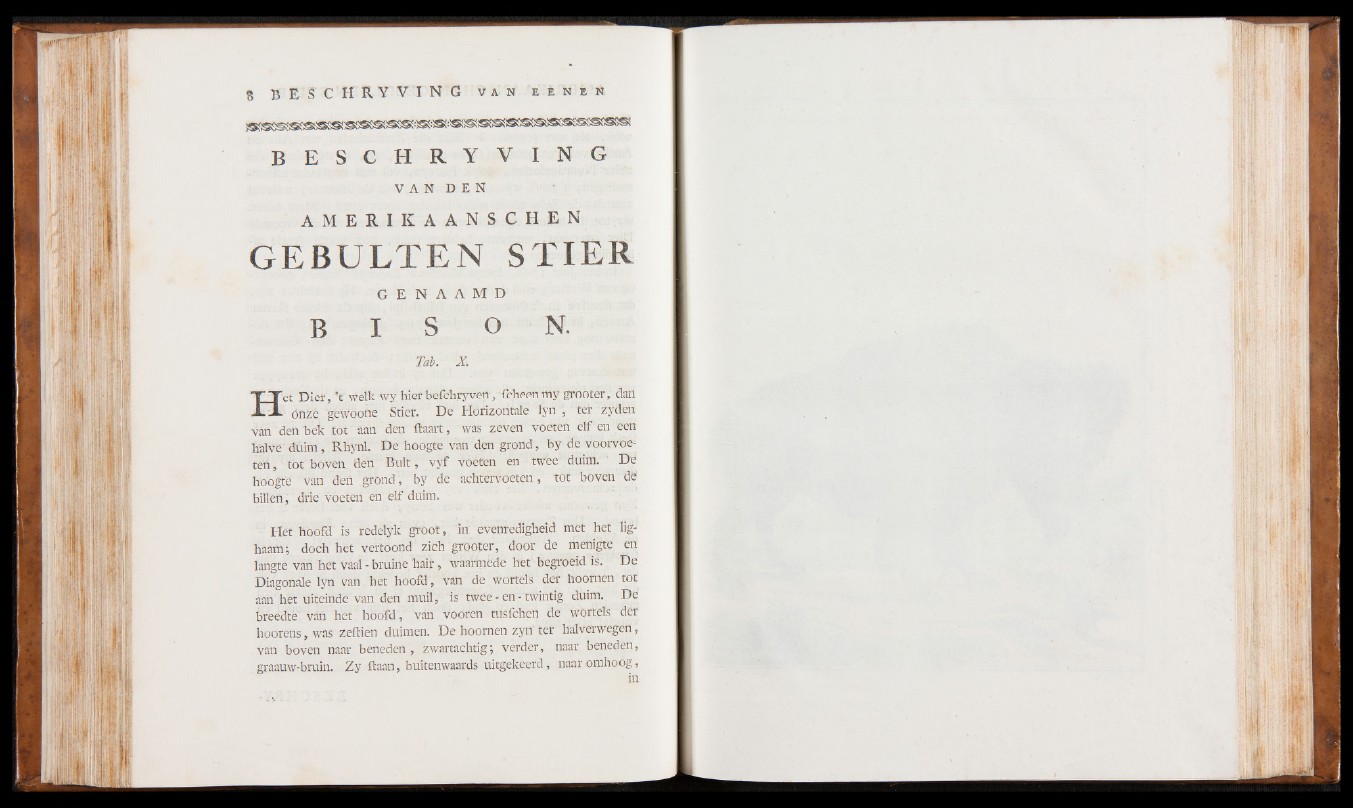 8 BESCHRYVING VAN EENEN
BESCHRYVING
VAN DEN
AMERIKAANSCHEN
GEBULTEN STIER
GENAAMD
BISON.
Tab. X.
Het Dier, 't welk wy hier beſchryven, ſcheen my grooter, dan
onze gewoone Stier. De Horizontale lyn, ter zyden
van den bek tot aan den ſtaart, was zeven voeten elf en een
halve duim, Rhynl. De hoogte van den grond, by de voorvoe-
ten, tot boven den Bult, vyf voeten en twee duim. De
hoogte van den grond, by de achtervoeten, tot boven de
billen, drie voeten en elf duim.
Het hoofd is redelyk groot, in evenredigheid met het lig-
haam; doch het vertoond zich grooter, door de menigte en
langte van het vaal-bruine hair, waarmede het begroeid is. De
Diagonale lyn van het hoofd, van de wortels der hoornen tot
aan het uiteinde van den muil, is twee-en-twintig duim. De
breedte van het hoofd, van vooren tusſchen de wortels der
hoorens, was zeſtien duimen. De hoornen zyn ter halverwegen,
van boven naar beneden, zwartachtig; verder, naar beneden,
graauw-bruin. Zy ſtaan, buitenwaards uitgekeerd, naar omhoog,
in